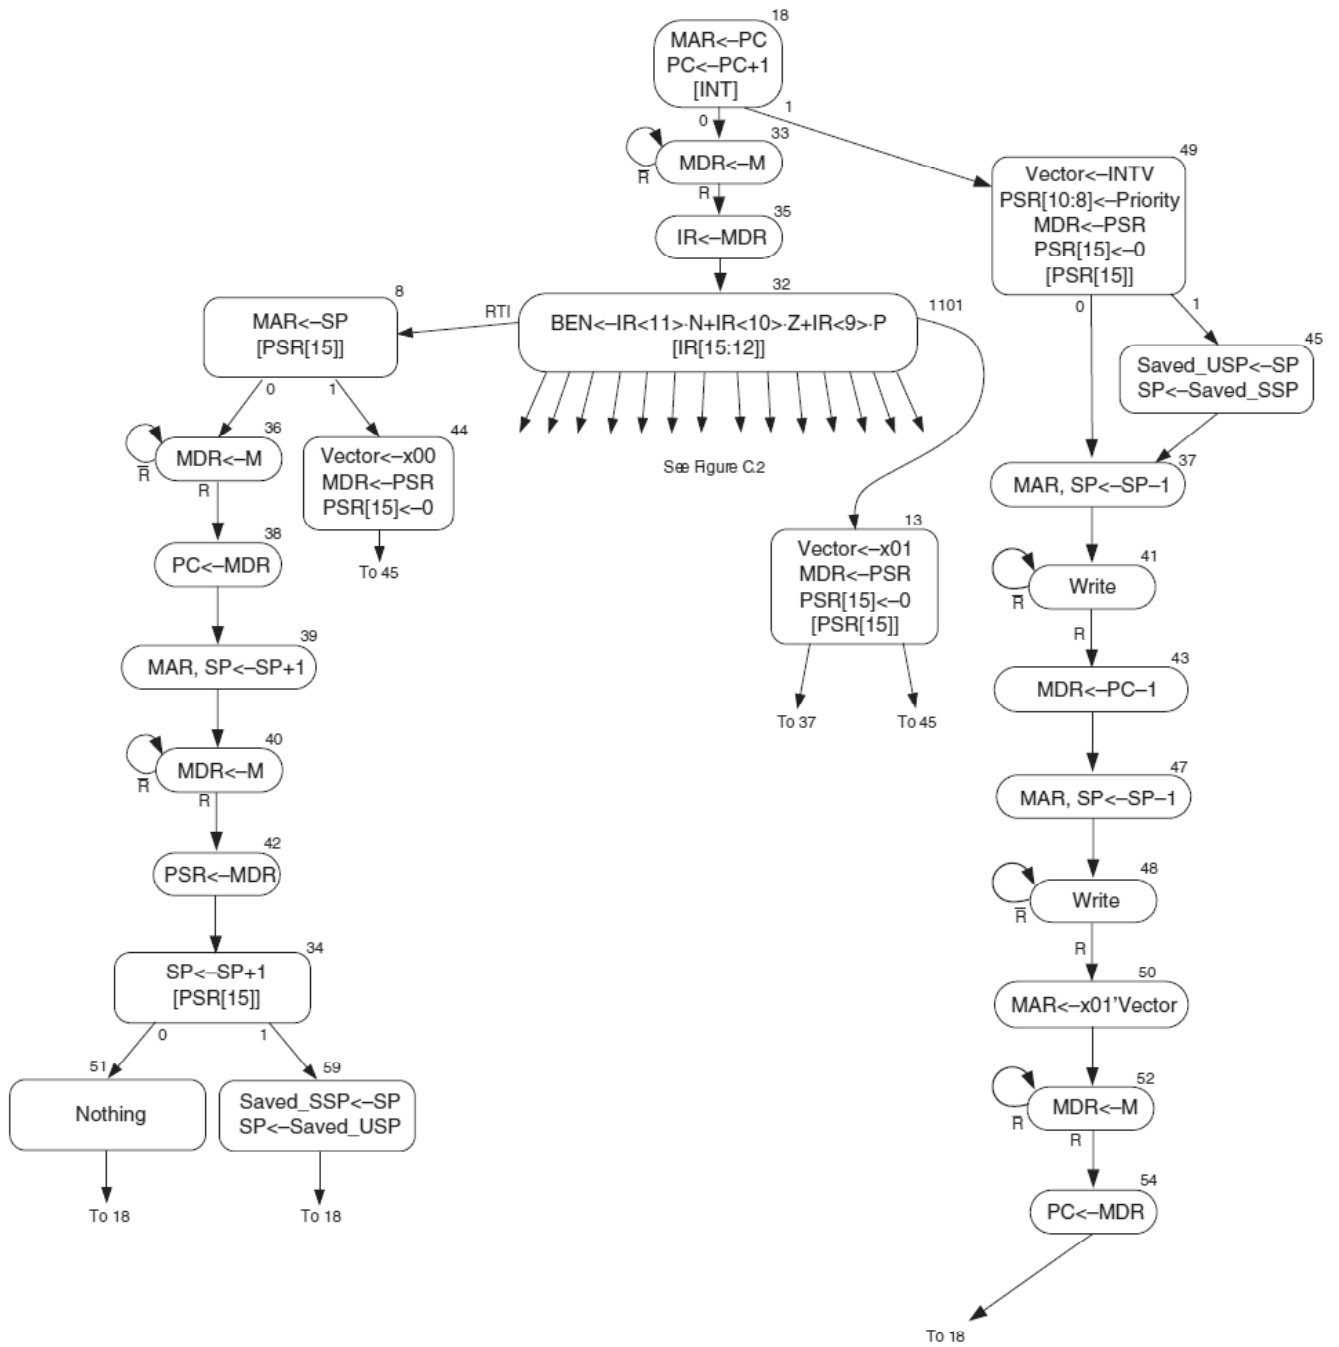 18
MAR<–PC
PC<–PC+1
[INT]
0
1
33
MDR<–M
R̅
R
35
IR<–MDR
32
BEN<–IR<11>·N+IR<10>·Z+IR<9>·P
[IR[15:12]]
RTI
1101
See Figure C.2
8
MAR<–SP
[PSR[15]]
0
1
36
MDR<–M
R̅
R
44
Vector<–x00
MDR<–PSR
PSR[15]<–0
To 45
38
PC<–MDR
39
MAR, SP<–SP+1
40
MDR<–M
R̅
R
42
PSR<–MDR
34
SP<–SP+1
[PSR[15]]
0
1
51
Nothing
To 18
59
Saved_SSP<–SP
SP<–Saved_USP
To 18
13
Vector<–x01
MDR<–PSR
PSR[15]<–0
[PSR[15]]
To 37
To 45
49
Vector<–INTV
PSR[10:8]<–Priority
MDR<–PSR
PSR[15]<–0
[PSR[15]]
0
1
45
Saved_USP<–SP
SP<–Saved_SSP
37
MAR, SP<–SP–1
41
Write
R̅
R
43
MDR<–PC–1
47
MAR, SP<–SP–1
48
Write
R̅
R
50
MAR<–x01'Vector
52
MDR<–M
R̅
R
54
PC<–MDR
To 18